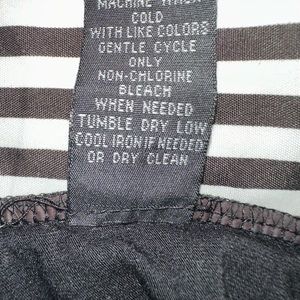 MACHINE WASH
COLD
WITH LIKE COLORS
GENTLE CYCLE
ONLY
NON-CHLORINE
BLEACH
WHEN NEEDED
TUMBLE DRY LOW
COOL IRON IF NEEDED
OR DRY CLEAN